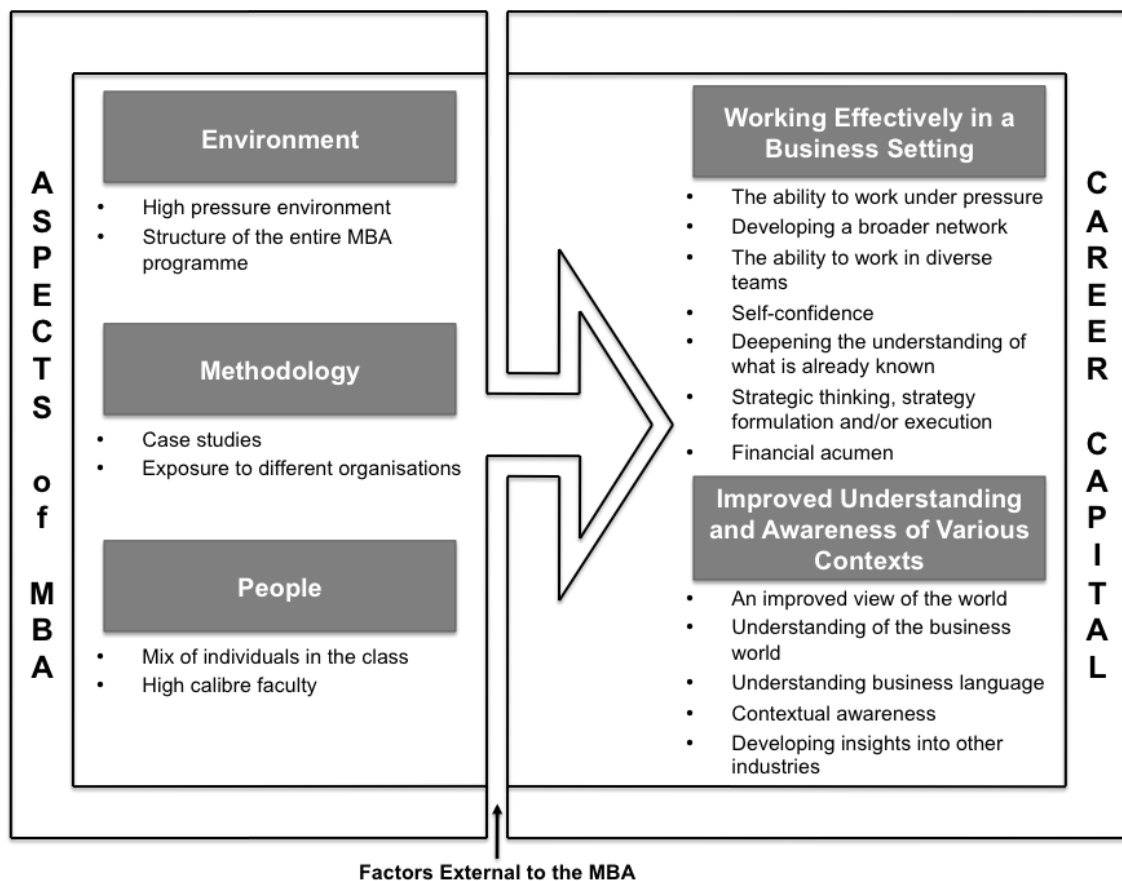 ASPECTS of MBA
Environment
• High pressure environment
• Structure of the entire MBA
programme
Methodology
• Case studies
• Exposure to different organisations
People
• Mix of individuals in the class
• High calibre faculty
Working Effectively in a
Business Setting
• The ability to work under pressure
• Developing a broader network
• The ability to work in diverse
teams
• Self-confidence
• Deepening the understanding of
what is already known
• Strategic thinking, strategy
formulation and/or execution
• Financial acumen
Improved Understanding
and Awareness of Various
Contexts
• An improved view of the world
• Understanding of the business
world
• Understanding business language
• Contextual awareness
• Developing insights into other
industries
CAREER CAPITAL
Factors External to the MBA